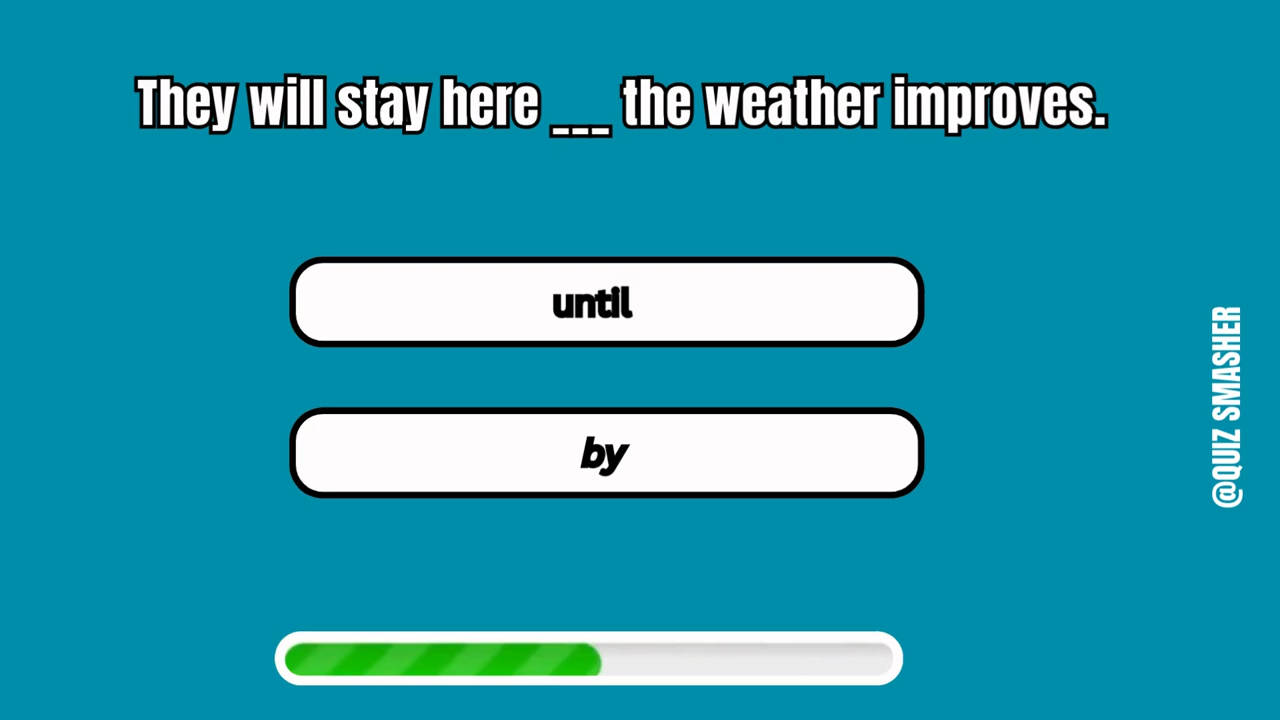 They will stay here ___ the weather improves.
until
by
@QUIZ SMASHER